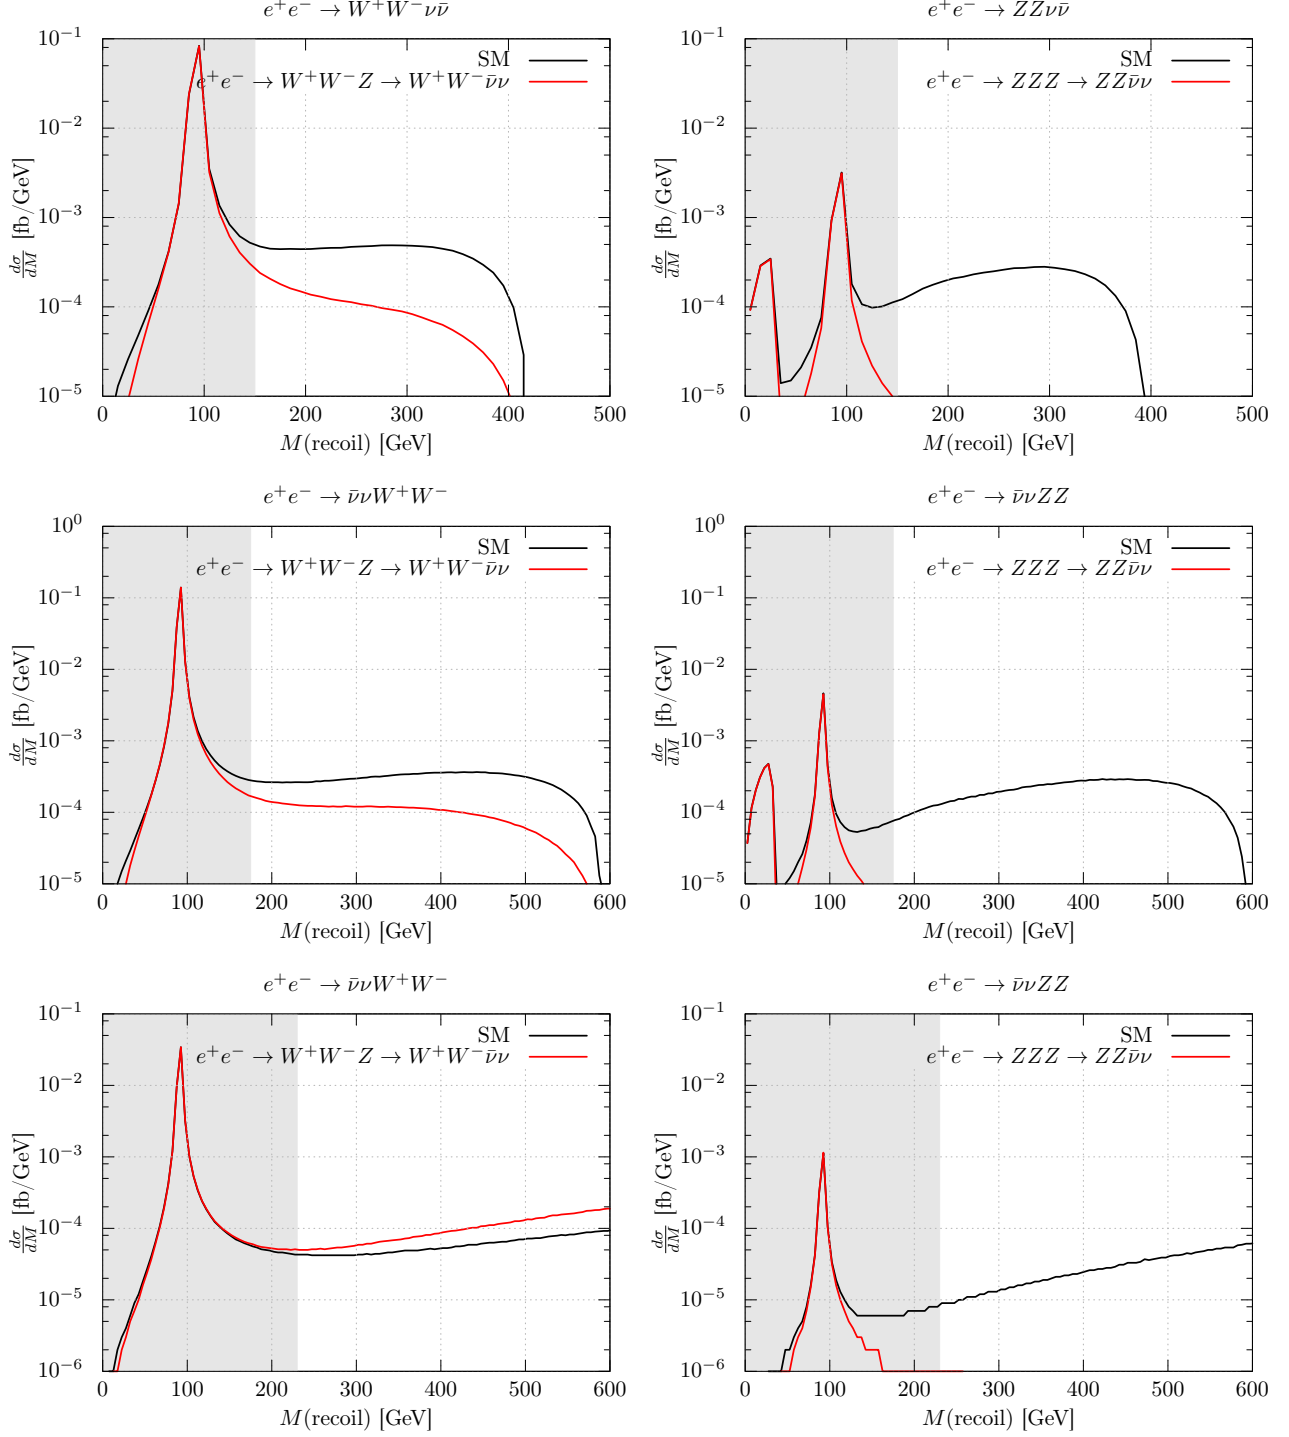 e⁺e⁻ → W⁺W⁻νν̄
10⁻¹
10⁻²
10⁻³
10⁻⁴
10⁻⁵
dσ/dM [fb/GeV]
SM
e⁺e⁻ → W⁺W⁻Z → W⁺W⁻ν̄ν
0 100 200 300 400 500
M(recoil) [GeV]
e⁺e⁻ → ZZνν̄
10⁻¹
10⁻²
10⁻³
10⁻⁴
10⁻⁵
dσ/dM [fb/GeV]
SM
e⁺e⁻ → ZZZ → ZZν̄ν
0 100 200 300 400 500
M(recoil) [GeV]
e⁺e⁻ → ν̄νW⁺W⁻
10⁰
10⁻¹
10⁻²
10⁻³
10⁻⁴
10⁻⁵
dσ/dM [fb/GeV]
SM
e⁺e⁻ → W⁺W⁻Z → W⁺W⁻ν̄ν
0 100 200 300 400 500 600
M(recoil) [GeV]
e⁺e⁻ → ν̄νZZ
10⁰
10⁻¹
10⁻²
10⁻³
10⁻⁴
10⁻⁵
dσ/dM [fb/GeV]
SM
e⁺e⁻ → ZZZ → ZZν̄ν
0 100 200 300 400 500 600
M(recoil) [GeV]
e⁺e⁻ → ν̄νW⁺W⁻
10⁻¹
10⁻²
10⁻³
10⁻⁴
10⁻⁵
10⁻⁶
dσ/dM [fb/GeV]
SM
e⁺e⁻ → W⁺W⁻Z → W⁺W⁻ν̄ν
0 100 200 300 400 500 600
M(recoil) [GeV]
e⁺e⁻ → ν̄νZZ
10⁻¹
10⁻²
10⁻³
10⁻⁴
10⁻⁵
10⁻⁶
dσ/dM [fb/GeV]
SM
e⁺e⁻ → ZZZ → ZZν̄ν
0 100 200 300 400 500 600
M(recoil) [GeV]